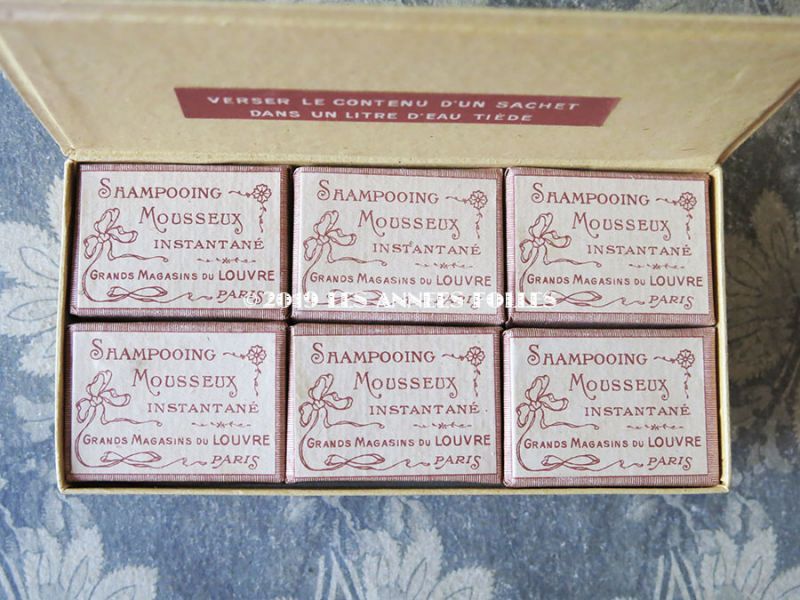 VERSER LE CONTENU D'UN SACHET
DANS UN LITRE D'EAU TIÈDE
SHAMPOOING
MOUSSEUX
INSTANTANÉ
GRANDS MAGASINS DU LOUVRE
PARIS
SHAMPOOING
MOUSSEUX
INSTANTANÉ
GRANDS MAGASINS DU LOUVRE
PARIS
SHAMPOOING
MOUSSEUX
INSTANTANÉ
GRANDS MAGASINS DU LOUVRE
PARIS
©2019 LES ANNEES FOLLES
SHAMPOOING
MOUSSEUX
INSTANTANÉ
GRANDS MAGASINS DU LOUVRE
PARIS
SHAMPOOING
MOUSSEUX
INSTANTANÉ.
GRANDS MAGASINS DU LOUVRE
PARIS
SHAMPOOING
MOUSSEUX
INSTANTANÉ
GRANDS MAGASINS DU LOUVRE
PARIS